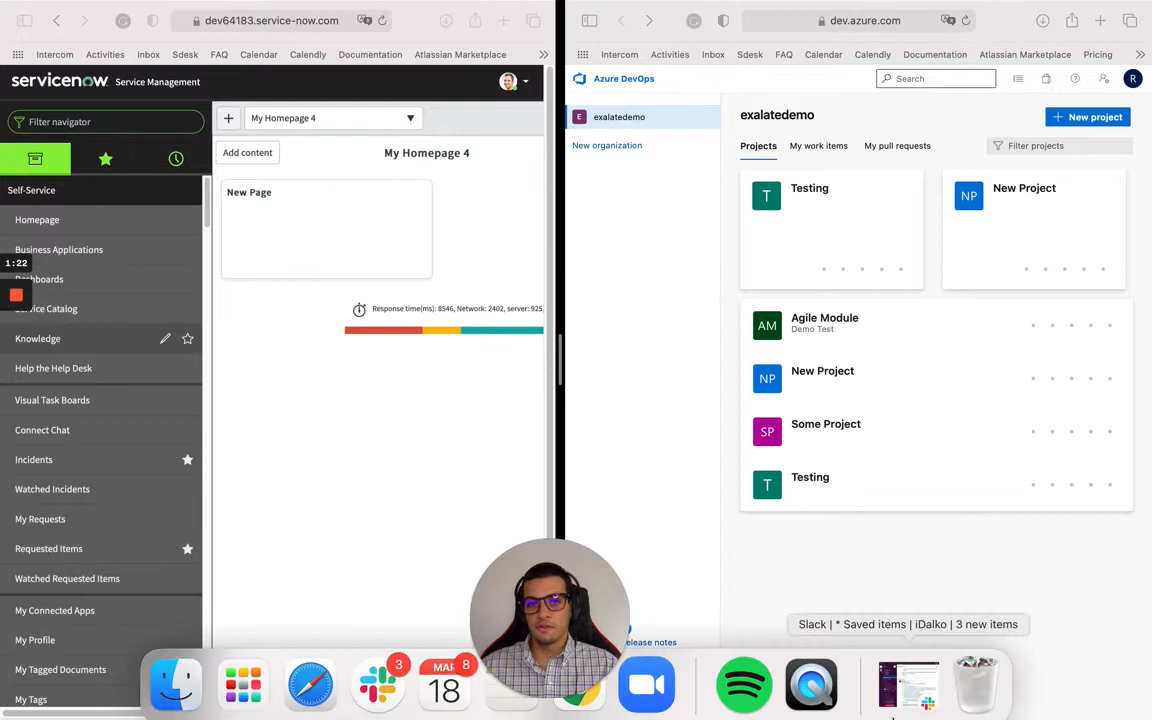 dev64183.service-now.com
Intercom Activities Inbox Sdesk FAQ Calendar Calendly Documentation Atlassian Marketplace
servicenow Service Management
Filter navigator
Self-Service
Homepage
Business Applications
1:22
Dashboards
Service Catalog
Knowledge
Help the Help Desk
Visual Task Boards
Connect Chat
Incidents
Watched Incidents
My Requests
Requested Items
Watched Requested Items
My Connected Apps
My Profile
My Tagged Documents
My Tags
My Homepage 4
Add content
My Homepage 4
New Page
Response time(ms): 8546, Network: 2402, server: 925,
dev.azure.com
Intercom Activities Inbox Sdesk FAQ Calendar Calendly Documentation Atlassian Marketplace Pricing
Azure DevOps
Search
R
E exalatedemo
New organization
exalatedemo
New project
Projects My work items My pull requests
Filter projects
T Testing
NP New Project
AM Agile Module
Demo Test
NP New Project
SP Some Project
T Testing
elease notes
Slack | * Saved items | iDalko | 3 new items
3
MAR 8
18